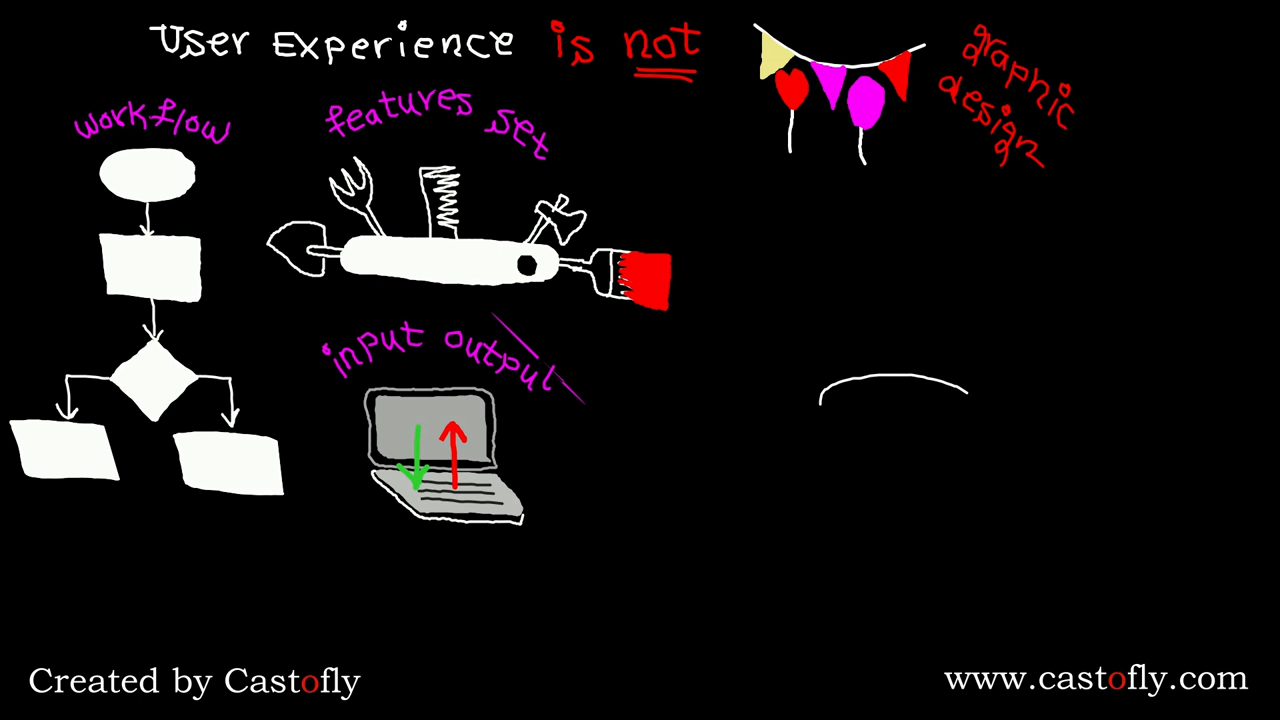 User Experience is not
graphic
design
workflow
features set
input output
Created by Castofly
www.castofly.com